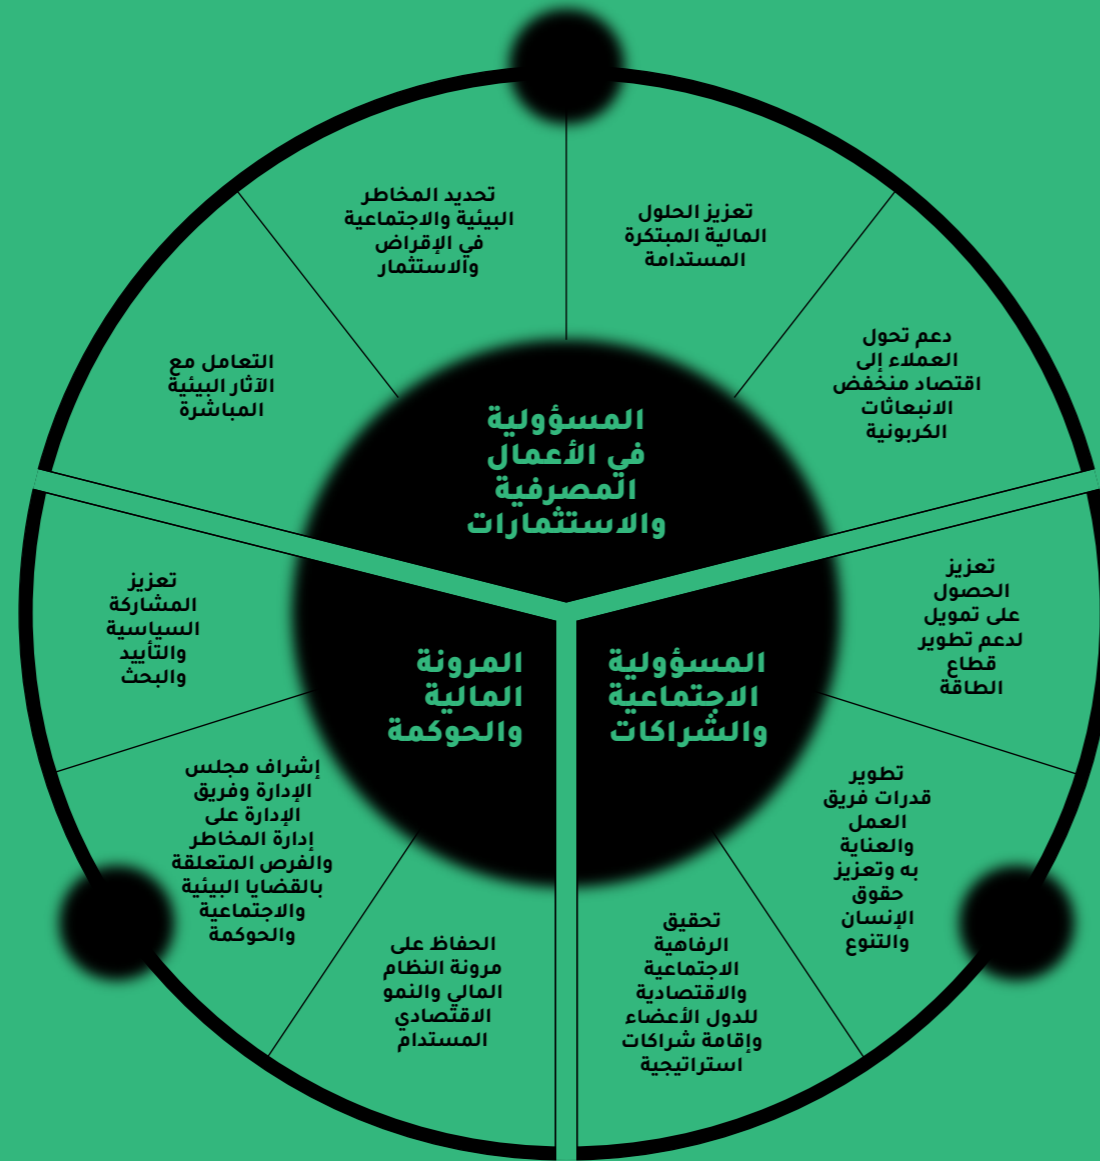 تعزيز الحلول
المالية المبتكرة
المستدامة
تحديد المخاطر
البيئية والاجتماعية
في الإقراض
والاستثمار
دعم تحول
العملاء إلى
اقتصاد منخفض
الانبعاثات
الكربونية
التعامل مع
الآثار البيئية
المباشرة
المسؤولية
في الأعمال
المصرفية
والاستثمارات
تعزيز
الحصول
على تمويل
لدعم تطوير
قطاع
الطاقة
المسؤولية
الاجتماعية
والشراكات
المرونة
المالية
والحوكمة
تعزيز
المشاركة
السياسية
والتأييد
والبحث
تطوير
قدرات فريق
العمل
والعناية
به وتعزيز
حقوق
الإنسان
والتنوع
إشراف مجلس
الإدارة وفريق
الإدارة على
إدارة المخاطر
والفرص المتعلقة
بالقضايا البيئية
والاجتماعية
والحوكمة
تحقيق
الرفاهية
الاجتماعية
والاقتصادية
للدول الأعضاء
وإقامة شراكات
استراتيجية
الحفاظ على
مرونة النظام
المالي والنمو
الاقتصادي
المستدام